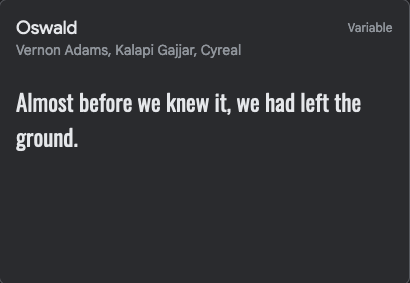 Oswald
Variable
Vernon Adams, Kalapi Gajjar, Cyreal
Almost before we knew it, we had left the
ground.